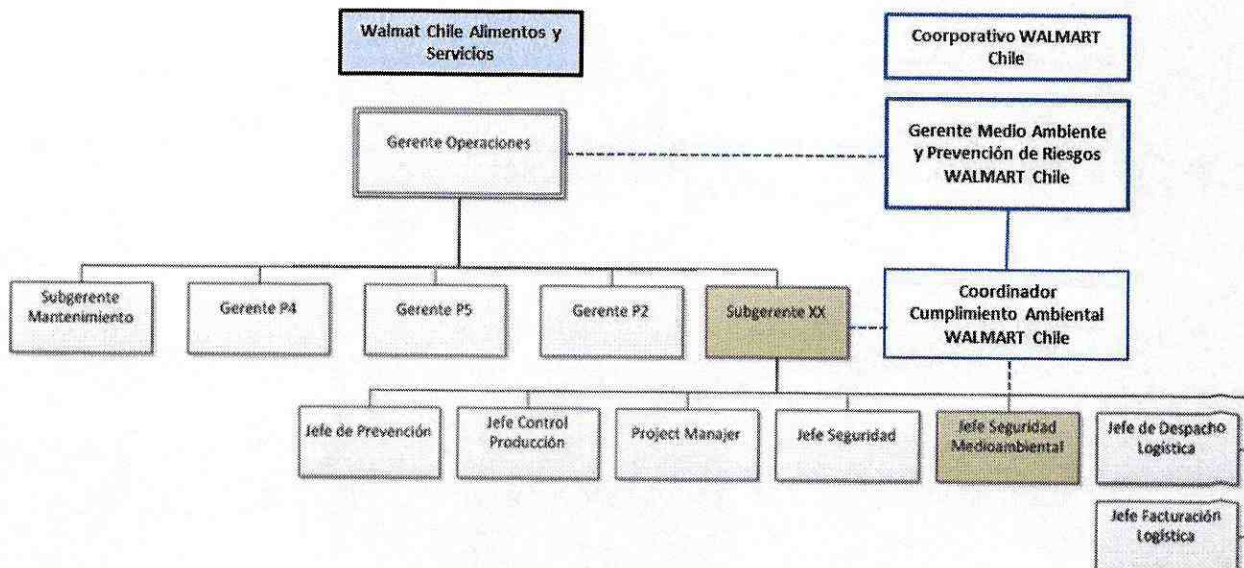 Walmat Chile Alimentos y
Servicios
Coorporativo WALMART
Chile
Gerente Operaciones
Gerente Medio Ambiente
y Prevención de Riesgos
WALMART Chile
Subgerente
Mantenimiento
Gerente P4
Gerente P5
Gerente P2
Subgerente XX
Coordinador
Cumplimiento Ambiental
WALMART Chile
Jefe de Prevención
Jefe Control
Producción
Project Manajer
Jefe Seguridad
Jefe Seguridad
Medioambiental
Jefe de Despacho
Logística
Jefe Facturación
Logística